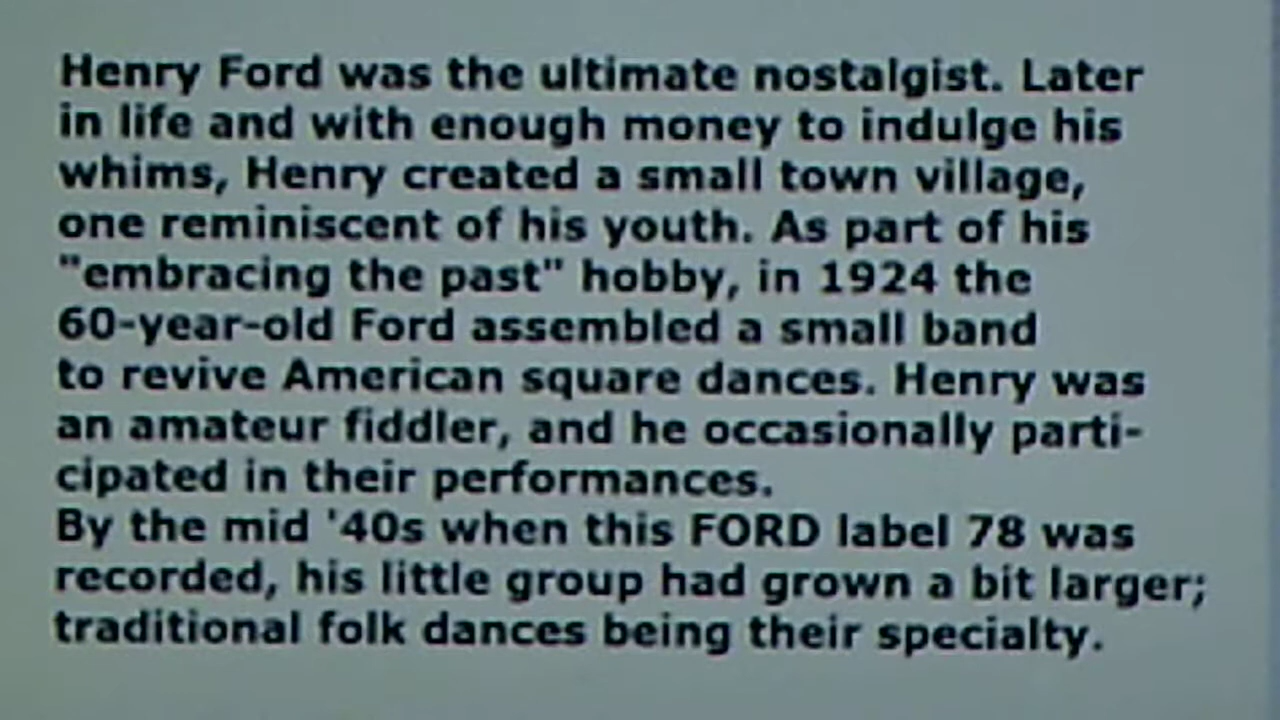 Henry Ford was the ultimate nostalgist. Later
in life and with enough money to indulge his
whims, Henry created a small town village,
one reminiscent of his youth. As part of his
"embracing the past" hobby, in 1924 the
60-year-old Ford assembled a small band
to revive American square dances. Henry was
an amateur fiddler, and he occasionally parti-
cipated in their performances.
By the mid '40s when this FORD label 78 was
recorded, his little group had grown a bit larger;
traditional folk dances being their specialty.